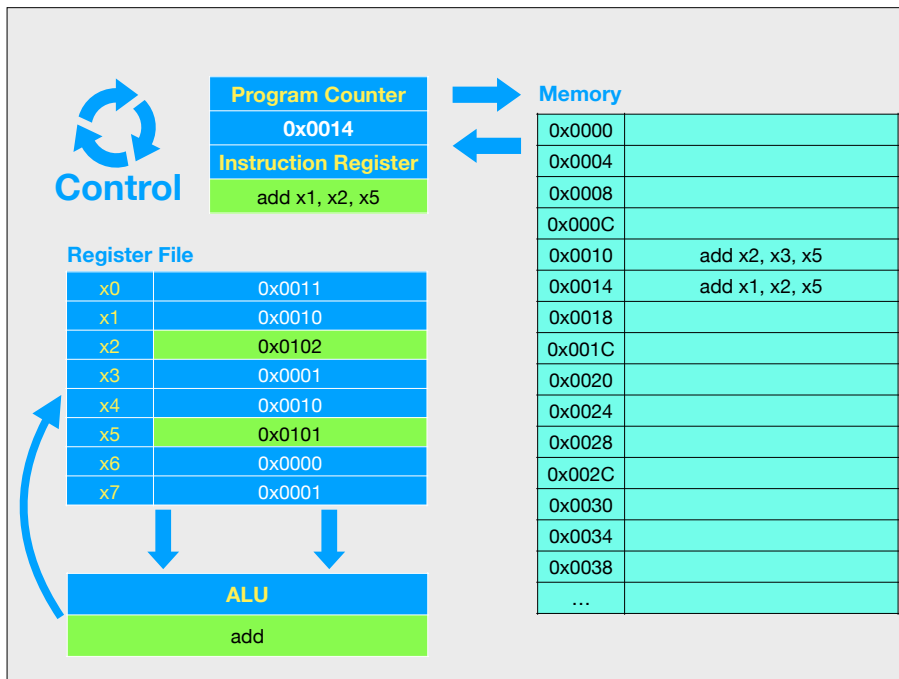 Control
Program Counter
0x0014
Instruction Register
add x1, x2, x5
Register File
x0 0x0011
x1 0x0010
x2 0x0102
x3 0x0001
x4 0x0010
x5 0x0101
x6 0x0000
x7 0x0001
ALU
add
Memory
0x0000
0x0004
0x0008
0x000C
0x0010 add x2, x3, x5
0x0014 add x1, x2, x5
0x0018
0x001C
0x0020
0x0024
0x0028
0x002C
0x0030
0x0034
0x0038
…